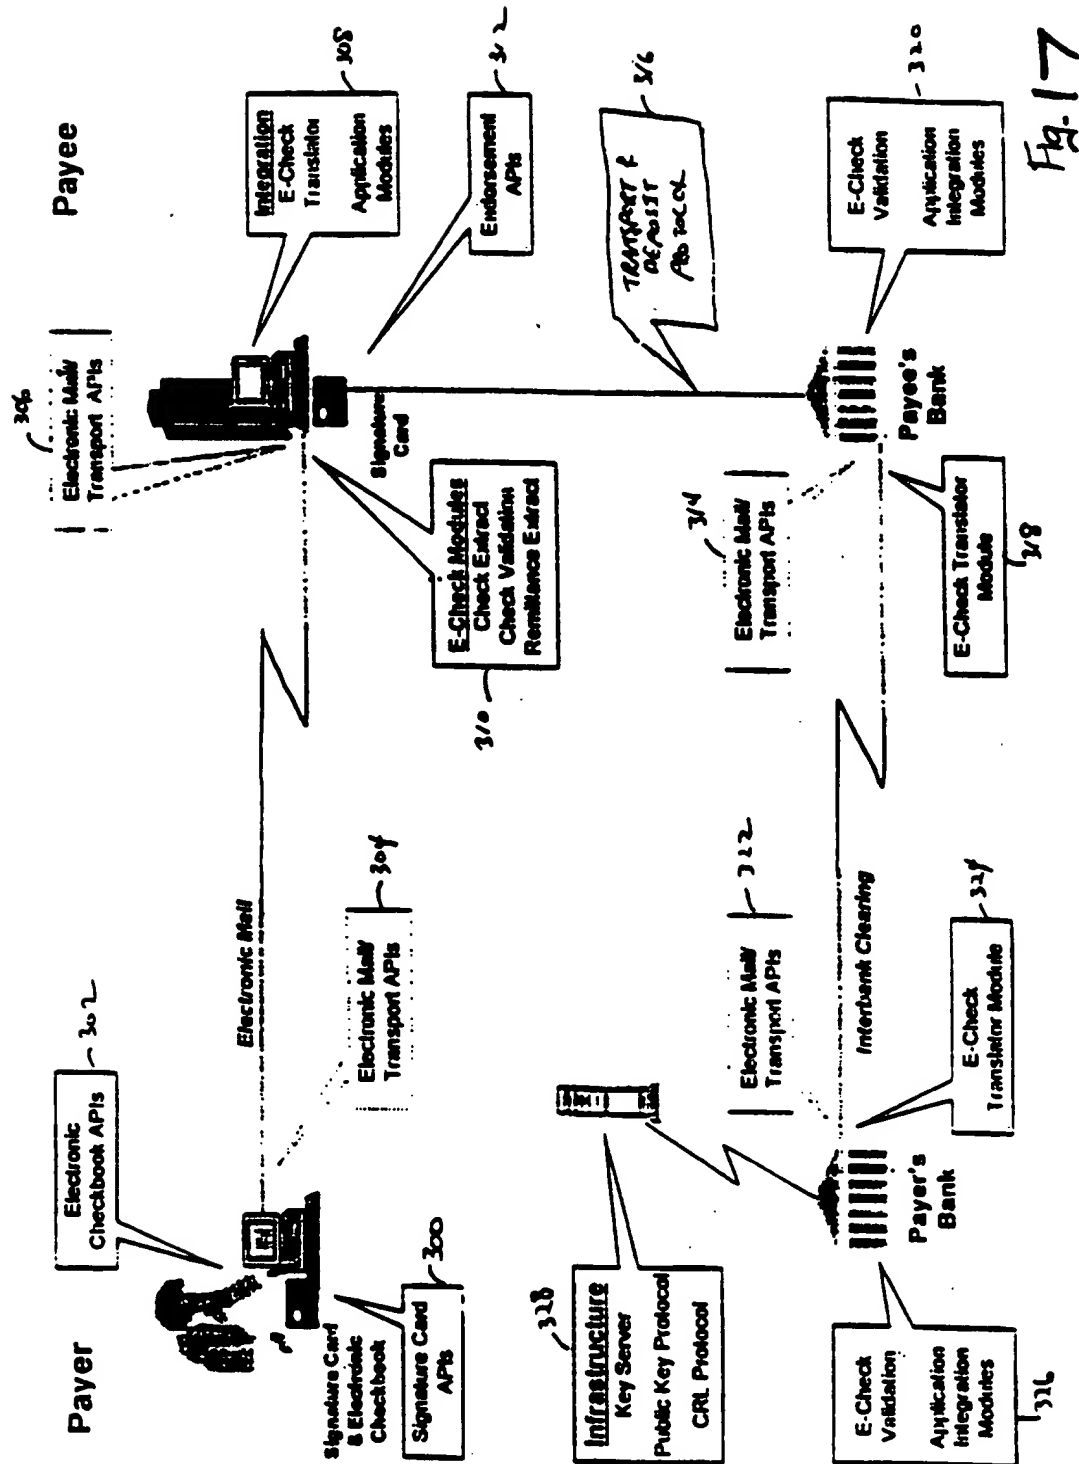 Payer
Payee
Electronic
Checkbook APIs
302
Signature Card
& Electronic
Checkbook
Signature Card
APIs
300
Electronic Mail
Electronic Mail/
Transport APIs
304
Electronic Mail/
Transport APIs
306
Integration
E-Check
Translator
Application
Modules
308
E-Check Modules
Check Extract
Check Validation
Remittance Extract
310
Signature
Card
Endorsement
APIs
312
TRANSPORT &
DEPOSIT
PROTOCOL
316
Infrastructure
Key Server
Public Key Protocol
CRL Protocol
328
Electronic Mail/
Transport APIs
322
Electronic Mail/
Transport APIs
314
Payer's
Bank
Interbank Clearing
Payee's
Bank
E-Check
Validation
Application
Integration
Modules
326
E-Check
Translator Module
324
E-Check Translator
Module
318
E-Check
Validation
Application
Integration
Modules
320
Fig. 17